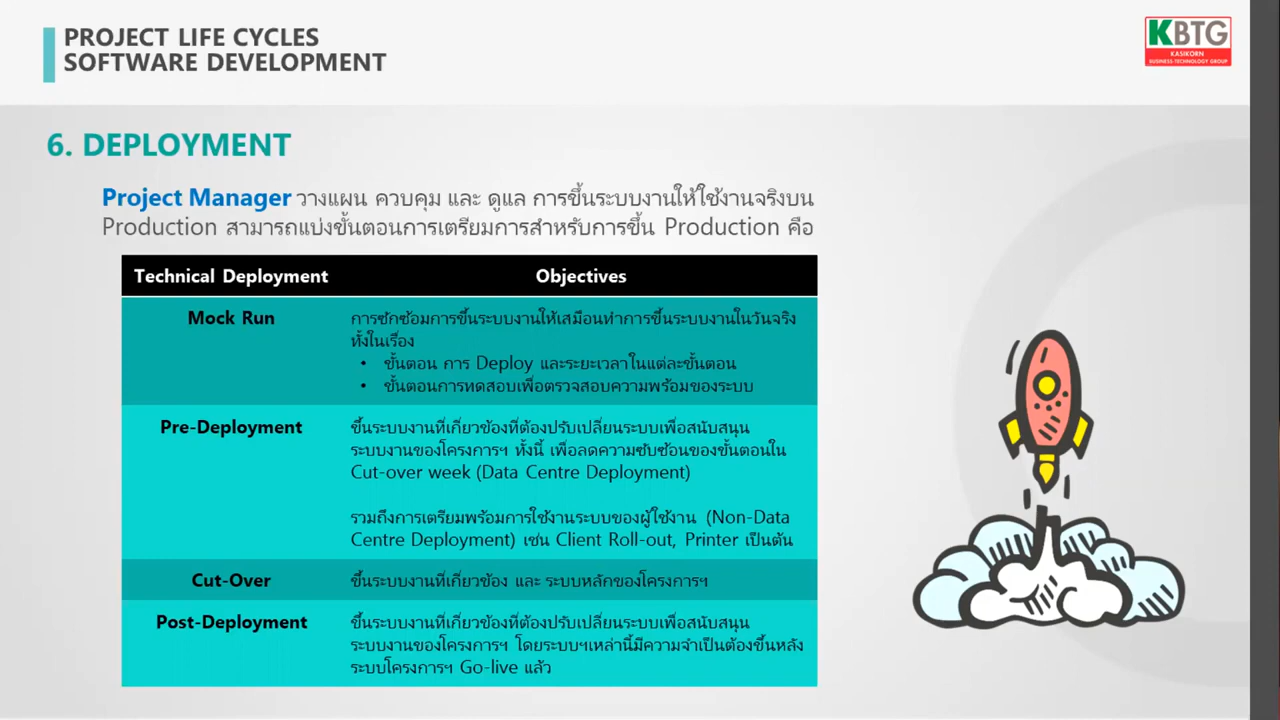 PROJECT LIFE CYCLES
SOFTWARE DEVELOPMENT
KBTG
KASIKORN
BUSINESS-TECHNOLOGY GROUP
6. DEPLOYMENT
Project Manager วางแผน ควบคุม และ ดูแล การขึ้นระบบงานให้ใช้งานจริงบน
Production สามารถแบ่งขั้นตอนการเตรียมการสำหรับการขึ้น Production คือ
Technical Deployment Objectives
Mock Run การซักซ้อมการขึ้นระบบงานให้เสมือนทำการขึ้นระบบงานในวันจริง
ทั้งในเรื่อง
• ขั้นตอน การ Deploy และระยะเวลาในแต่ละขั้นตอน
• ขั้นตอนการทดสอบเพื่อตรวจสอบความพร้อมของระบบ
Pre-Deployment ขึ้นระบบงานที่เกี่ยวข้องที่ต้องปรับเปลี่ยนระบบเพื่อสนับสนุน
ระบบงานของโครงการฯ ทั้งนี้ เพื่อลดความซับซ้อนของขั้นตอนใน
Cut-over week (Data Centre Deployment)
รวมถึงการเตรียมพร้อมการใช้งานระบบของผู้ใช้งาน (Non-Data
Centre Deployment) เช่น Client Roll-out, Printer เป็นต้น
Cut-Over ขึ้นระบบงานที่เกี่ยวข้อง และ ระบบหลักของโครงการฯ
Post-Deployment ขึ้นระบบงานที่เกี่ยวข้องที่ต้องปรับเปลี่ยนระบบเพื่อสนับสนุน
ระบบงานของโครงการฯ โดยระบบฯเหล่านี้มีความจำเป็นต้องขึ้นหลัง
ระบบโครงการฯ Go-live แล้ว